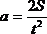 a = 2S/t²